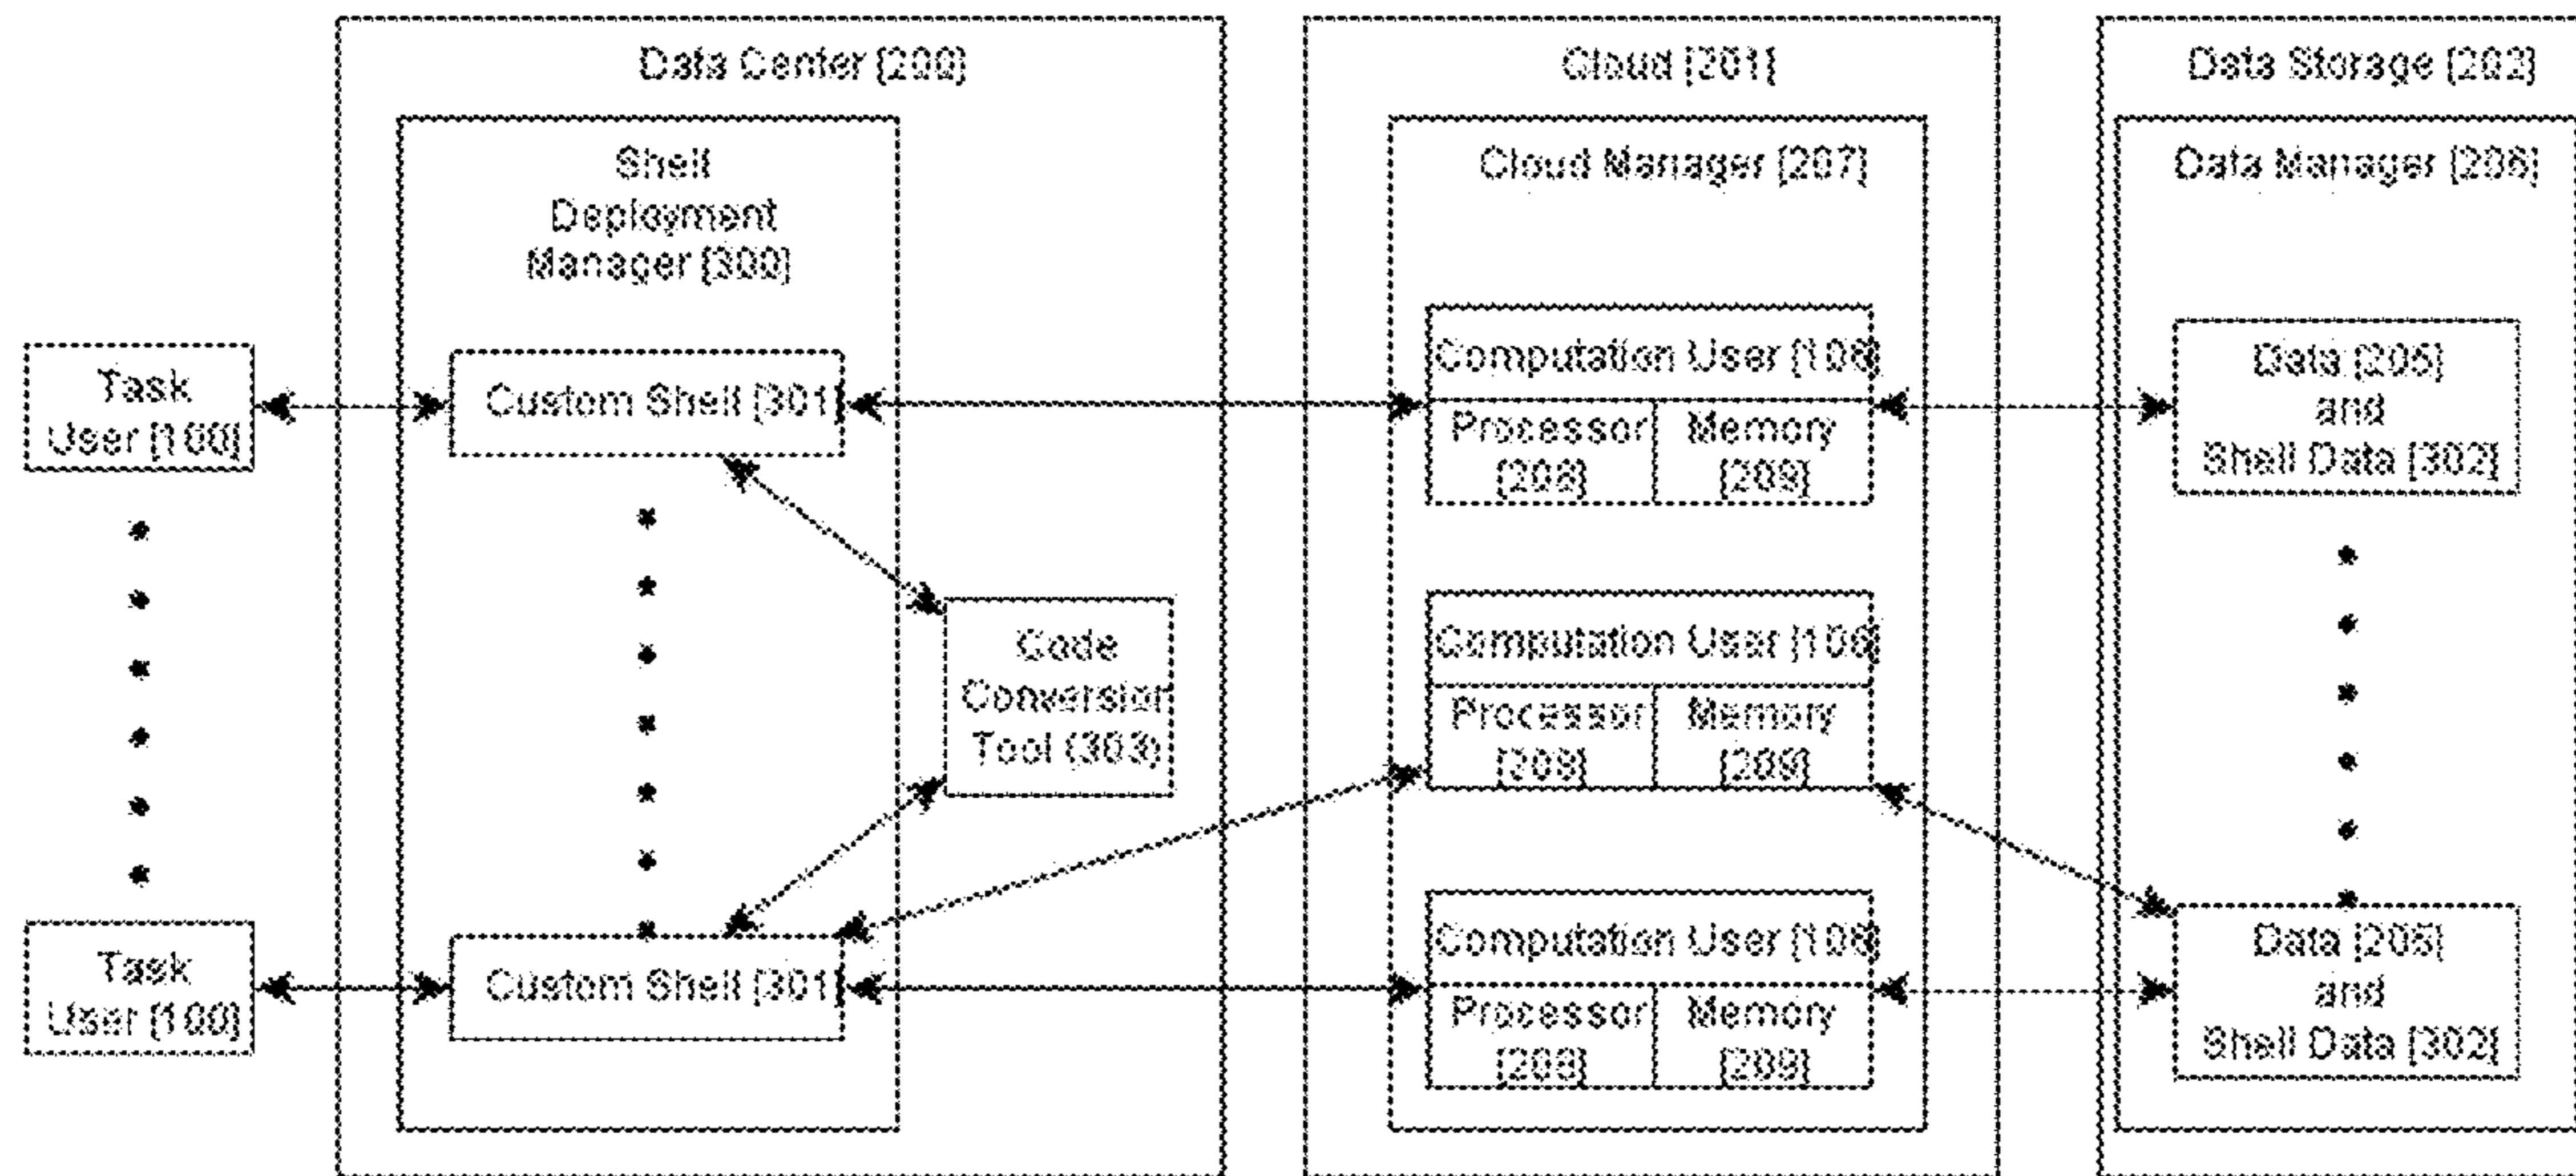 Data Center [200]
Shell
Deployment
Manager [300]
Task
User [100]
Custom Shell [301]
Code
Conversion
Tool (303)
Task
User [100]
Custom Shell [301]
Cloud [201]
Cloud Manager [207]
Computation User [106]
Processor
[208]
Memory
[209]
Computation User [106]
Processor
[208]
Memory
[209]
Computation User [106]
Processor
[208]
Memory
[209]
Data Storage [202]
Data Manager [206]
Data [205]
and
Shell Data [302]
Data [205]
and
Shell Data [302]